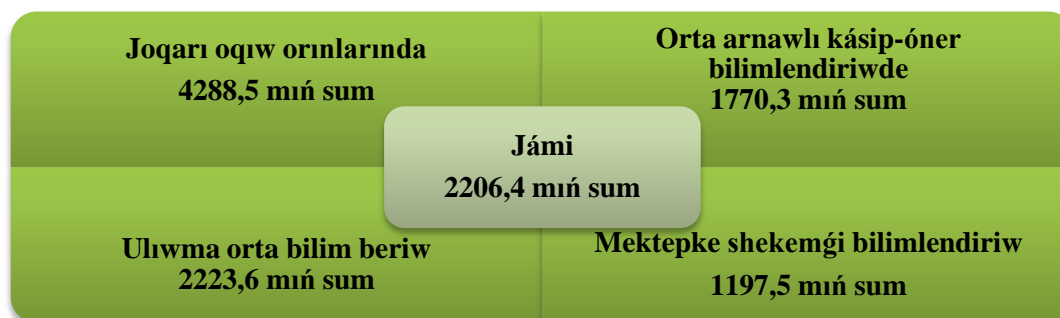 Joqarı oqıw orınlarında
4288,5 mıń sum
Orta arnawlı kásip-óner
bilimlendiriwde
1770,3 mıń sum
Jámi
2206,4 mıń sum
Ulıwma orta bilim beriw
2223,6 mıń sum
Mektepke shekemǵi bilimlendiriw
1197,5 mıń sum